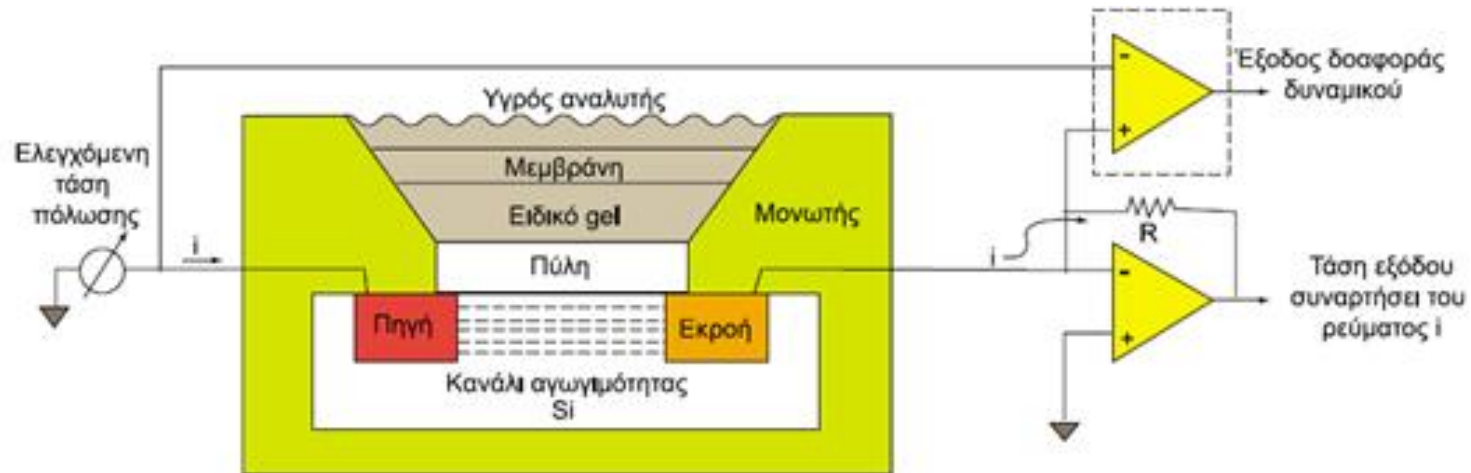 Υγρός αναλυτής
Μεμβράνη
Ειδικό gel
Πύλη
Μονωτής
Ελεγχόμενη
τάση
πόλωσης
i
Πηγή
Εκροή
Κανάλι αγωγιμότητας
Si
i
-
+
Έξοδος δοαφοράς
δυναμικού
R
-
+
Τάση εξόδου
συναρτήσει του
ρεύματος i